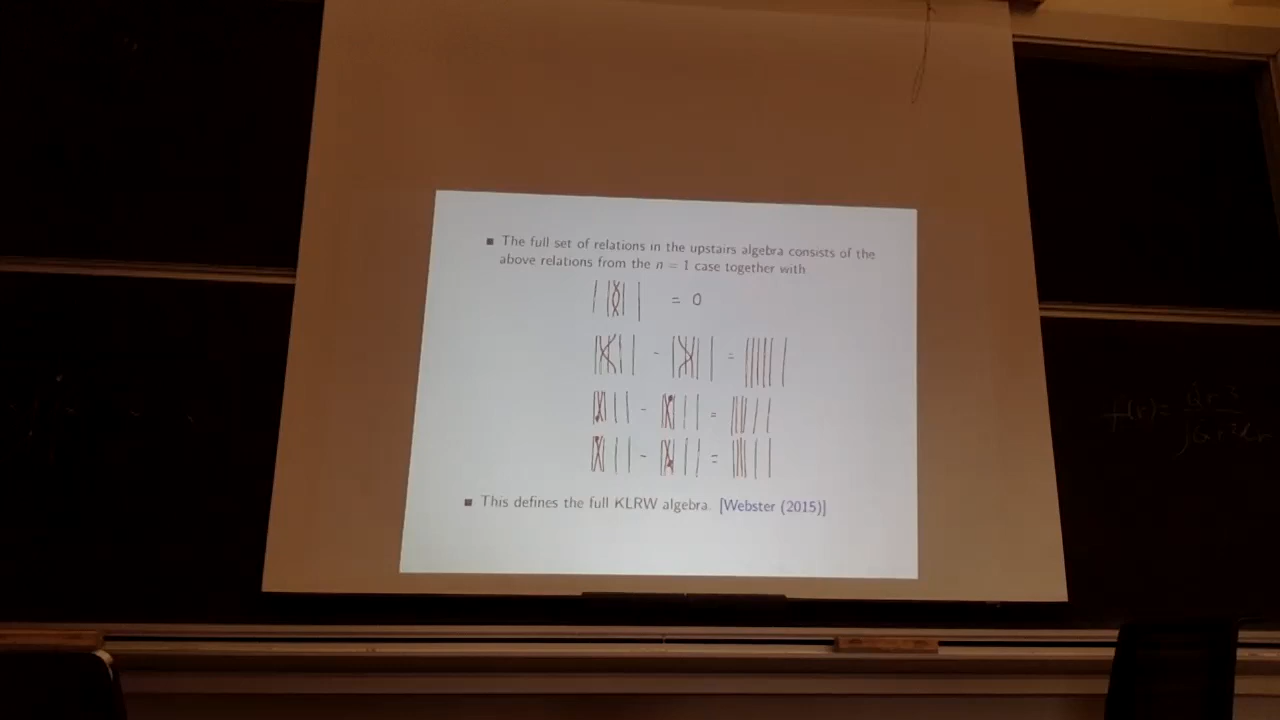 ■ The full set of relations in the upstairs algebra consists of the
above relations from the n = 1 case together with
= 0
- =
- =
- =
■ This defines the full KLRW algebra. [Webster (2015)]
f(r) =